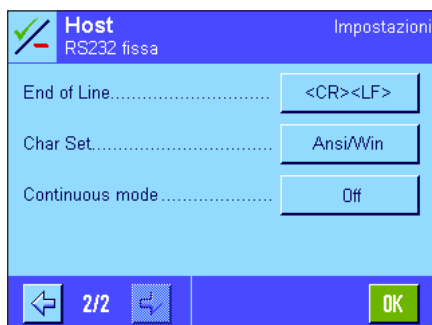 Host
Impostazioni
RS232 fissa
End of Line............................ <CR><LF>
Char Set................................ Ansi/Win
Continuous mode .................... Off
2/2
OK